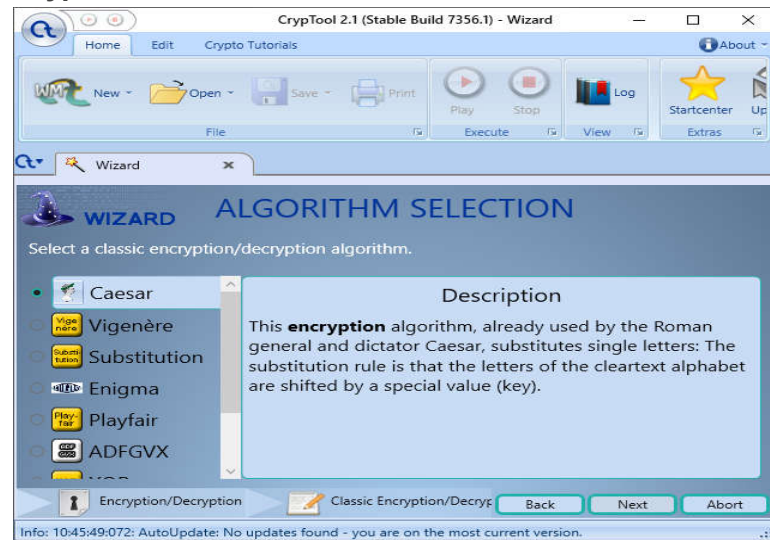 CrypTool 2.1 (Stable Build 7356.1) - Wizard
Home Edit Crypto Tutorials About
New Open Save Print Play Stop Log Startcenter Up
File Execute View Extras
Wizard
WIZARD ALGORITHM SELECTION
Select a classic encryption/decryption algorithm.
Caesar
Vigenère
Substitution
Enigma
Playfair
ADFGVX
Description
This encryption algorithm, already used by the Roman
general and dictator Caesar, substitutes single letters: The
substitution rule is that the letters of the cleartext alphabet
are shifted by a special value (key).
Encryption/Decryption Classic Encryption/Decryp Back Next Abort
Info: 10:45:49:072: AutoUpdate: No updates found - you are on the most current version.